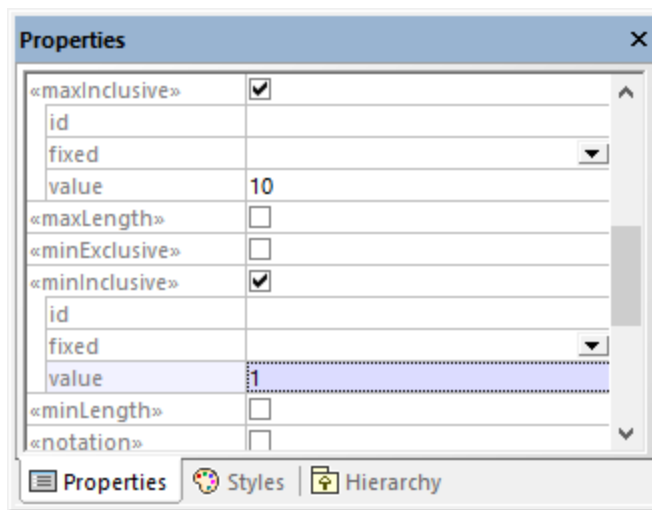 Properties
«maxInclusive»
id
fixed
value 10
«maxLength»
«minExclusive»
«minInclusive»
id
fixed
value 1
«minLength»
«notation»
Properties Styles Hierarchy